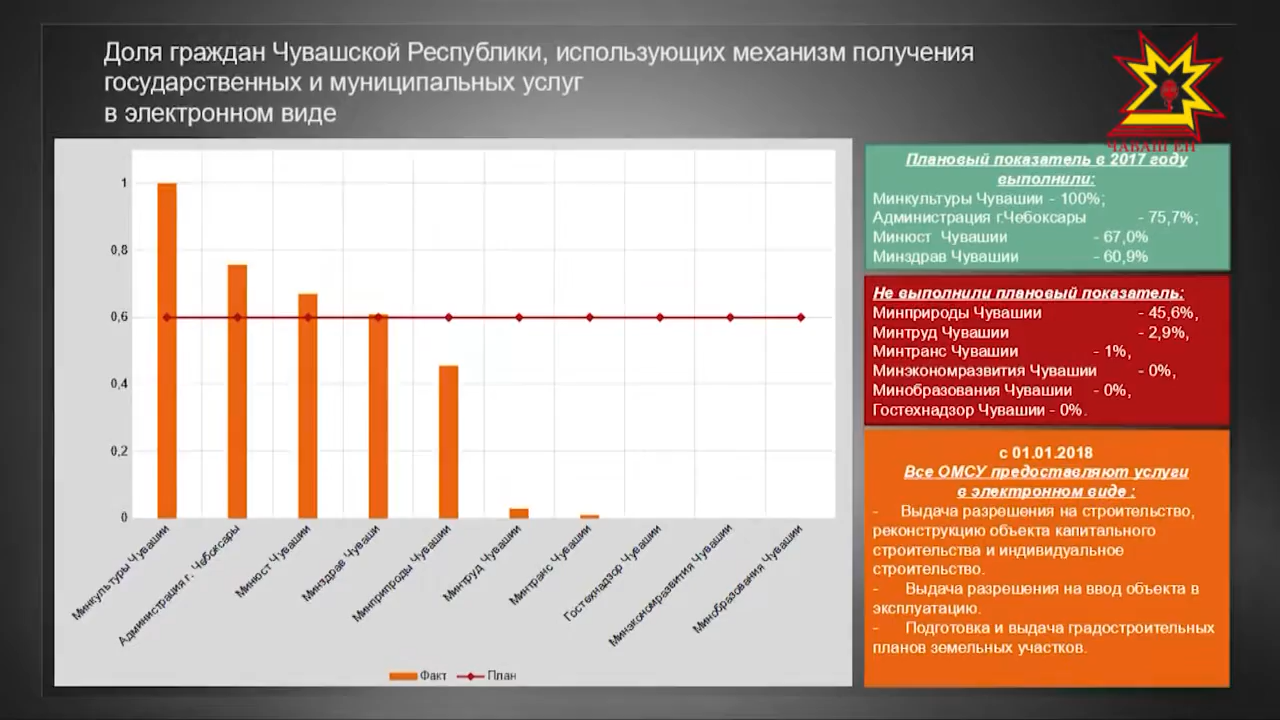 Доля граждан Чувашской Республики, использующих механизм получения
государственных и муниципальных услуг
в электронном виде
ЧĂВАШ ЕН
1
0,8
0,6
0,4
0,2
0
Минкультуры Чувашии
Администрация г. Чебоксары
Минюст Чувашии
Минздрав Чуваши
Минприпроды Чувашии
Минтруд Чувашии
Минтранс Чувашии
Гостехнадзор Чувашии
Минэкономразвития Чувашии
Минобразования Чувашии
Факт
План
Плановый показатель в 2017 году
выполнили:
Минкультуры Чувашии - 100%;
Администрация г.Чебоксары - 75,7%;
Минюст Чувашии - 67,0%
Минздрав Чувашии - 60,9%
Не выполнили плановый показатель:
Минприроды Чувашии - 45,6%,
Минтруд Чувашии - 2,9%,
Минтранс Чувашии - 1%,
Минэкономразвития Чувашии - 0%,
Минобразования Чувашии - 0%,
Гостехнадзор Чувашии - 0%.
с 01.01.2018
Все ОМСУ предоставляют услуги
в электронном виде :
- Выдача разрешения на строительство,
реконструкцию объекта капитального
строительства и индивидуальное
строительство.
- Выдача разрешения на ввод объекта в
эксплуатацию.
- Подготовка и выдача градостроительных
планов земельных участков.